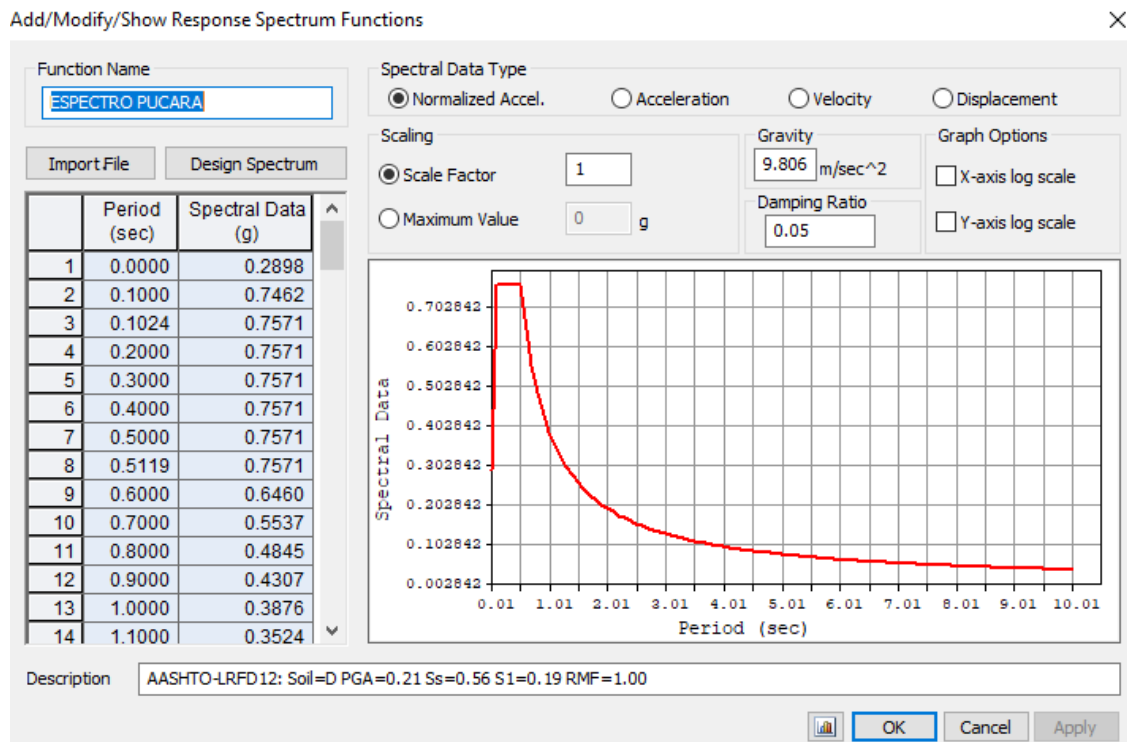 Add/Modify/Show Response Spectrum Functions
Function Name
ESPECTRO PUCARA
Import File
Design Spectrum
Spectral Data Type
Normalized Accel.
Acceleration
Velocity
Displacement
Scaling
Scale Factor
1
Maximum Value
0
g
Gravity
9.806
m/sec^2
Damping Ratio
0.05
Graph Options
X-axis log scale
Y-axis log scale
Period (sec) Spectral Data (g)
1 0.0000 0.2898
2 0.1000 0.7462
3 0.1024 0.7571
4 0.2000 0.7571
5 0.3000 0.7571
6 0.4000 0.7571
7 0.5000 0.7571
8 0.5119 0.7571
9 0.6000 0.6460
10 0.7000 0.5537
11 0.8000 0.4845
12 0.9000 0.4307
13 1.0000 0.3876
14 1.1000 0.3524
Spectral Data
0.702842
0.602842
0.502842
0.402842
0.302842
0.202842
0.102842
0.002842
0.01 1.01 2.01 3.01 4.01 5.01 6.01 7.01 8.01 9.01 10.01
Period (sec)
Description
AASHTO-LRFD12: Soil=D PGA=0.21 Ss=0.56 S1=0.19 RMF=1.00
OK
Cancel
Apply